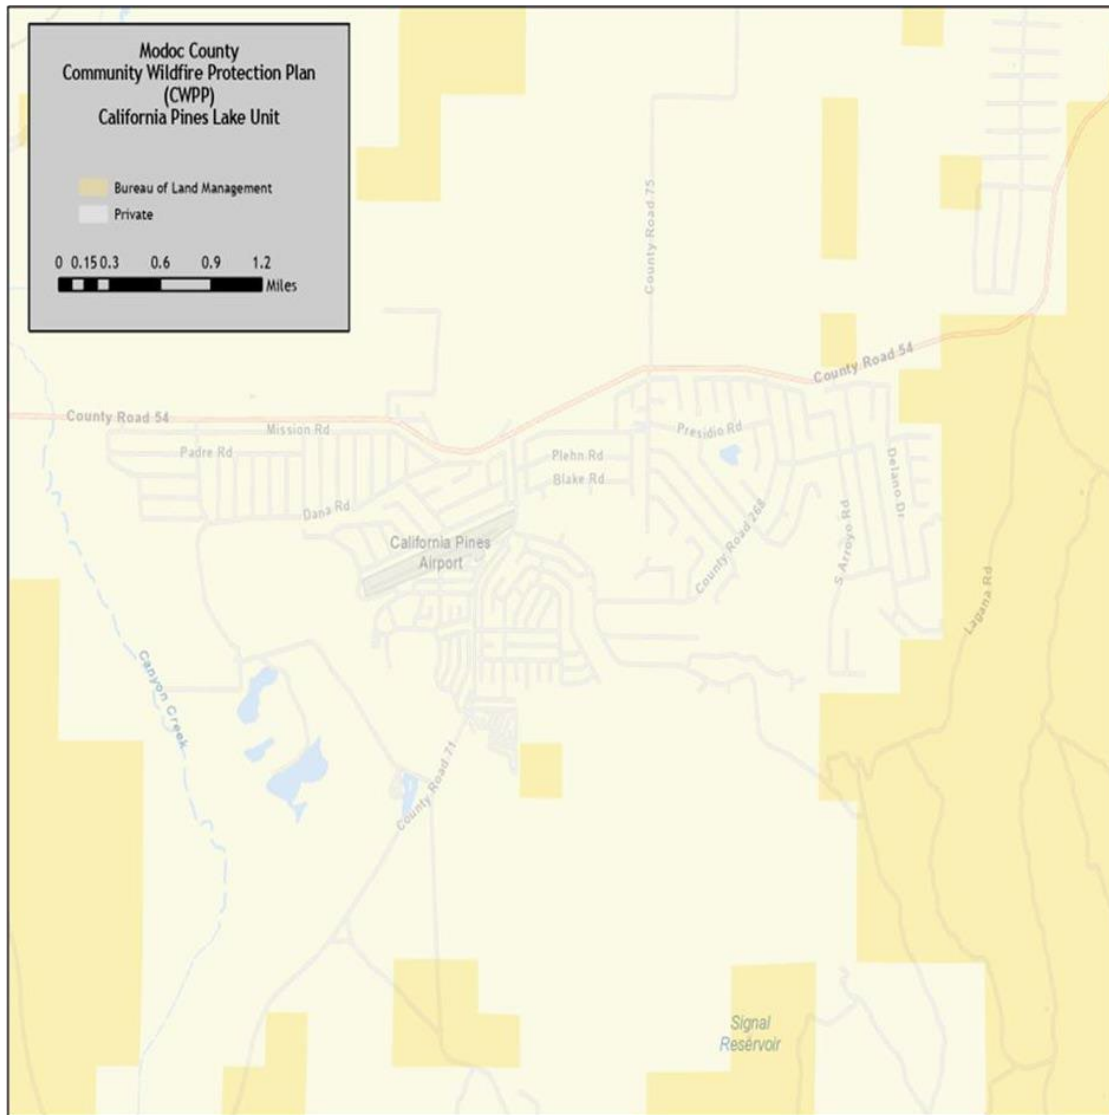 Modoc County
Community Wildfire Protection Plan
(CWPP)
California Pines Lake Unit
Bureau of Land Management
Private
0 0.15 0.3 0.6 0.9 1.2
Miles
County Road 75
County Road 54
County Road 54
Mission Rd
Padre Rd
Presidio Rd
Plehn Rd
Blake Rd
Delano Dr
Dana Rd
California Pines
Airport
County Road 268
S Arroyo Rd
Lagana Rd
Canyon Creek
County Road 71
Signal
Reservoir